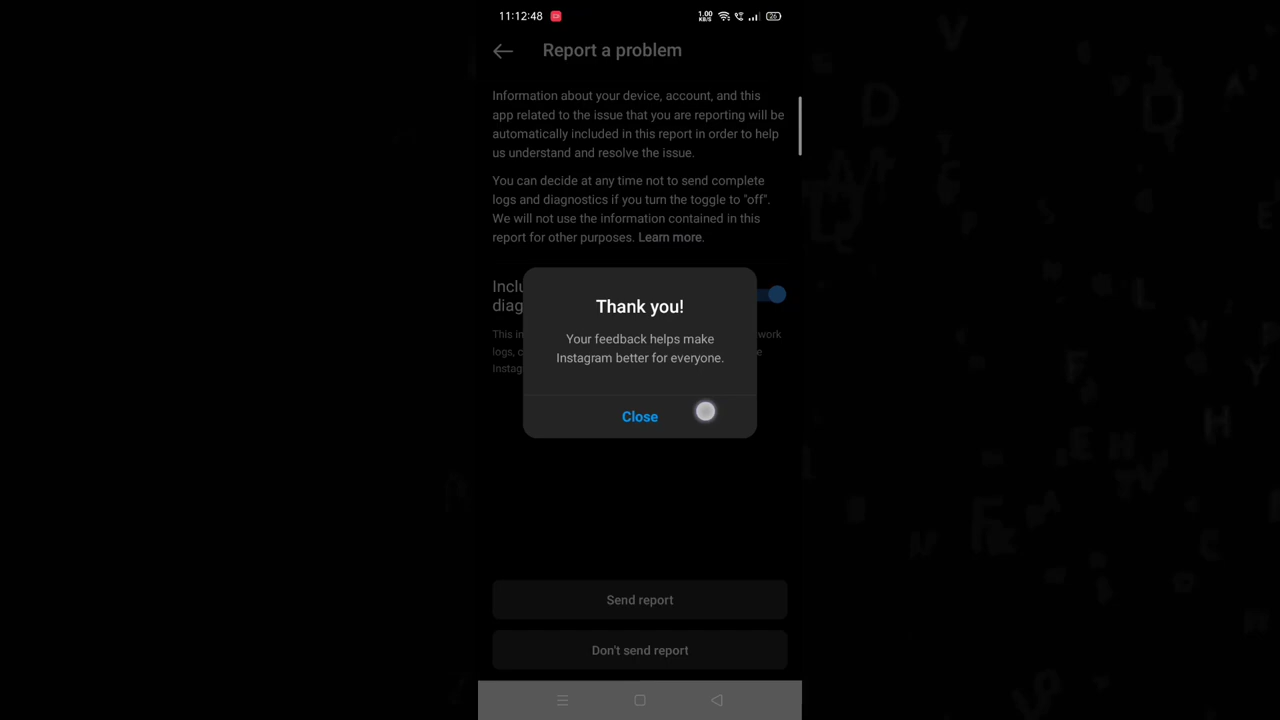 11:12:48
1.00
KB/S
26
Report a problem
Information about your device, account, and this
app related to the issue that you are reporting will be
automatically included in this report in order to help
us understand and resolve the issue.
You can decide at any time not to send complete
logs and diagnostics if you turn the toggle to "off".
We will not use the information contained in this
report for other purposes. Learn more.
Thank you!
Your feedback helps make
Instagram better for everyone.
Close
Send report
Don't send report